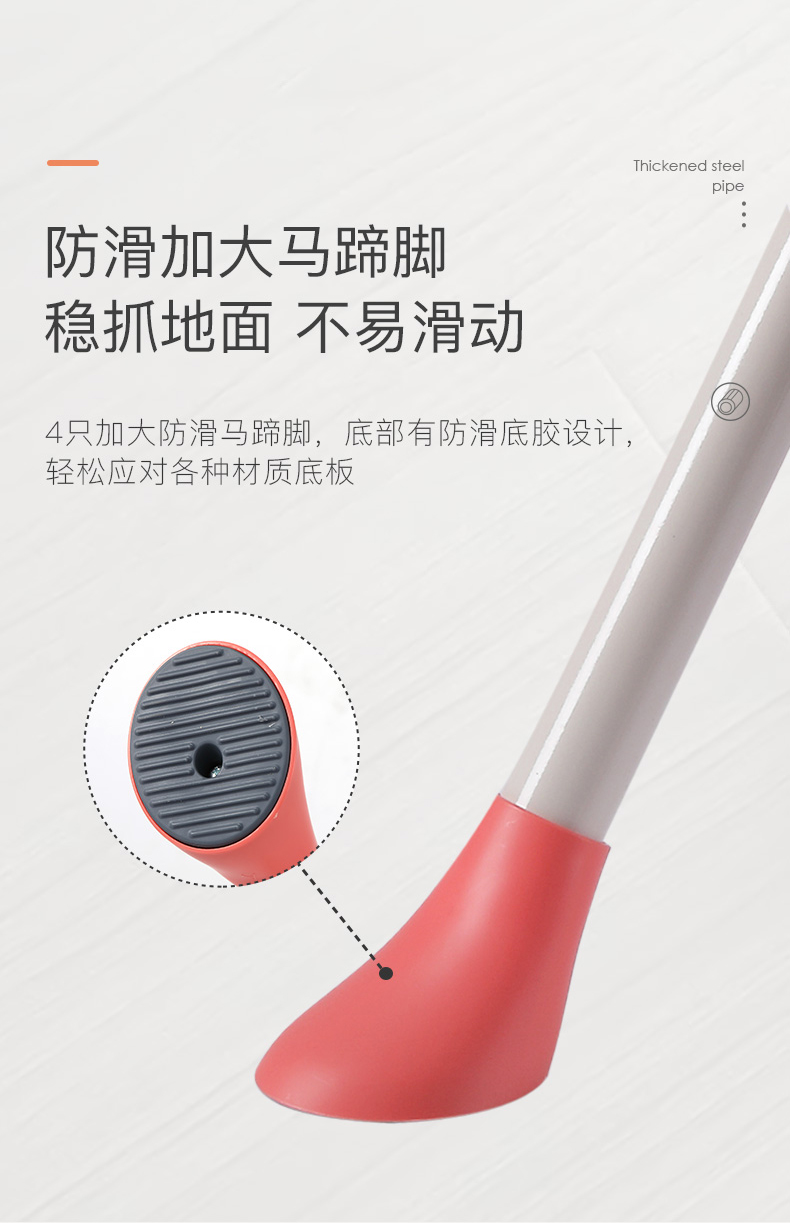 Thickened steel
pipe
防滑加大马蹄脚
稳抓地面 不易滑动
4只加大防滑马蹄脚，底部有防滑底胶设计，
轻松应对各种材质底板